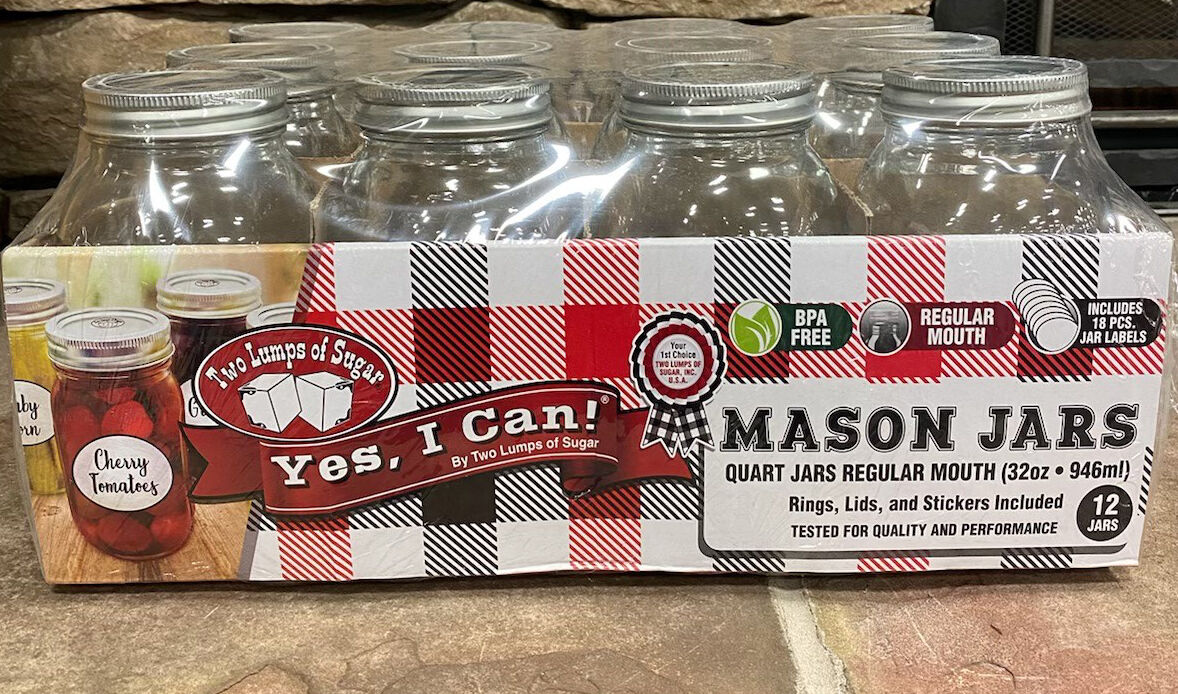 Two Lumps of Sugar
Yes, I Can!®
By Two Lumps of Sugar
Your
1st Choice
TWO LUMPS OF
SUGAR, INC.
U.S.A.
BPA
FREE
REGULAR
MOUTH
INCLUDES
18 PCS.
JAR LABELS
MASON JARS
QUART JARS REGULAR MOUTH (32oz • 946ml)
Rings, Lids, and Stickers Included
TESTED FOR QUALITY AND PERFORMANCE
12
JARS
by
rn
Cherry
Tomatoes
G